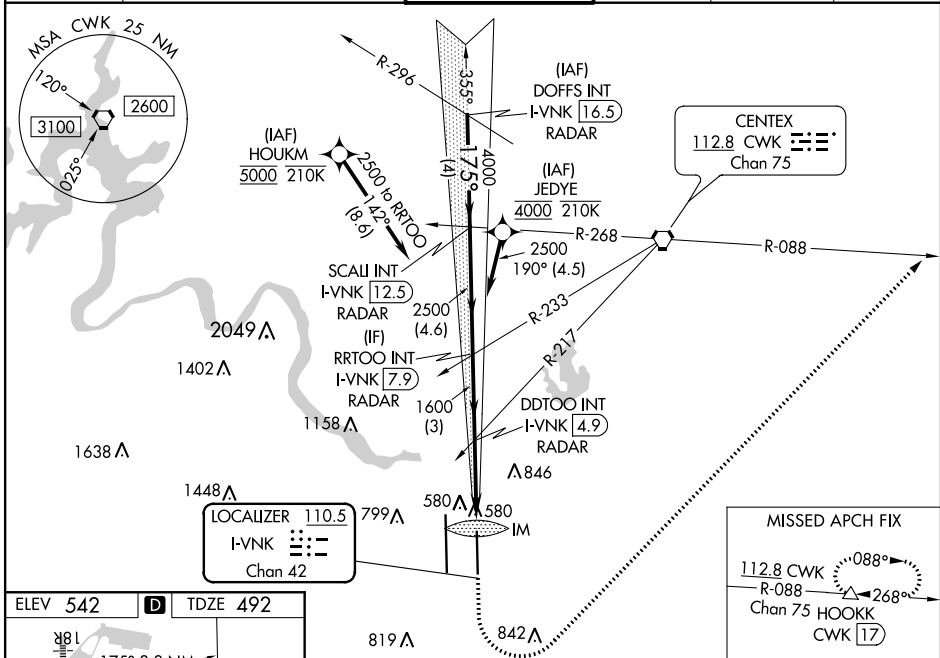 MSA CWK 25 NM
120°
2600
3100
025°
R-296
355°
175°
4000
(4)
(IAF)
DOFFS INT
I-VNK 16.5
RADAR
CENTEX
112.8 CWK
Chan 75
(IAF)
HOUKM
5000 210K
2500 to RRTOO
142°
(8.6)
(IAF)
JEDYE
4000 210K
R-268
R-088
2500
190° (4.5)
SCALI INT
I-VNK 12.5
RADAR
2500
(4.6)
R-233
R-217
(IF)
RRTOO INT
I-VNK 7.9
RADAR
1600
(3)
DDTOO INT
I-VNK 4.9
RADAR
2049
1402
1158
1638
1448
846
799
580
580
IM
LOCALIZER 110.5
I-VNK
Chan 42
MISSED APCH FIX
112.8 CWK
088°
R-088
268°
Chan 75 HOOKK
CWK 17
ELEV 542 D TDZE 492
18R
819
842